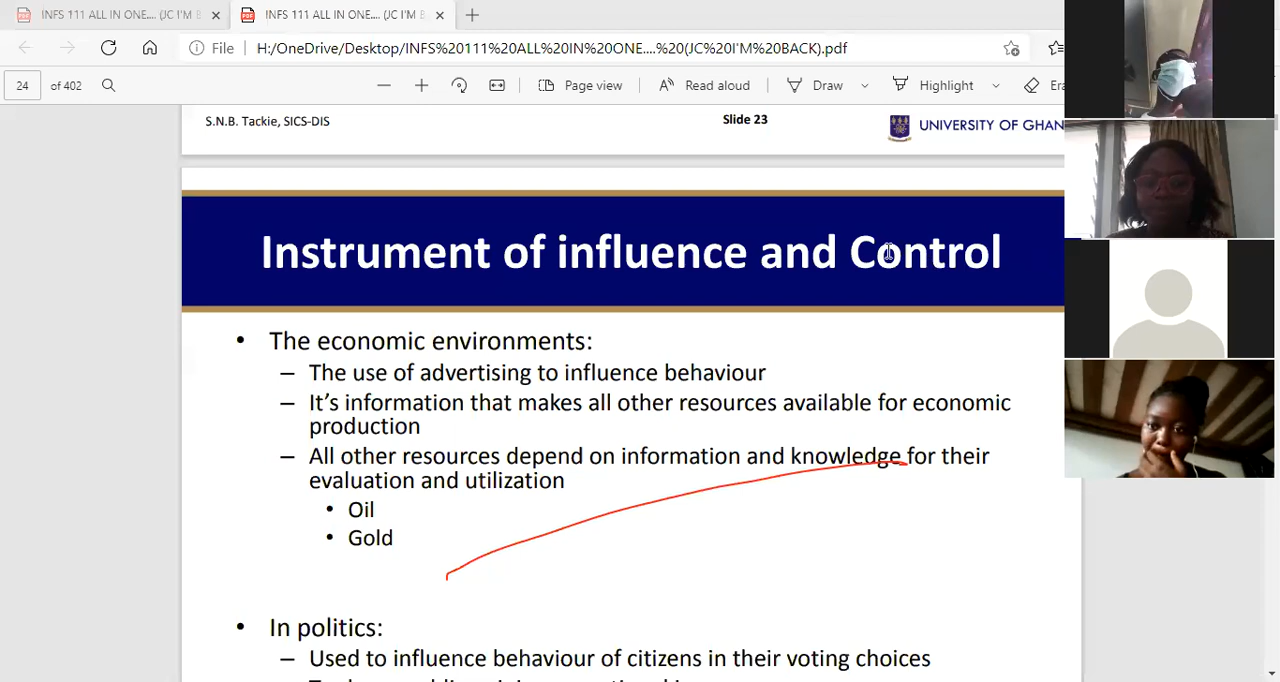 INFS 111 ALL IN ONE.... (JC I'M B
INFS 111 ALL IN ONE.... (JC I'M B
File
H:/OneDrive/Desktop/INFS%20111%20ALL%20IN%20ONE....%20(JC%20I'M%20BACK).pdf
24 of 402
Page view
Read aloud
Draw
Highlight
Era
S.N.B. Tackie, SICS-DIS
Slide 23
UNIVERSITY OF GHAN
Instrument of influence and Control
• The economic environments:
– The use of advertising to influence behaviour
– It's information that makes all other resources available for economic
production
– All other resources depend on information and knowledge for their
evaluation and utilization
• Oil
• Gold
• In politics:
– Used to influence behaviour of citizens in their voting choices